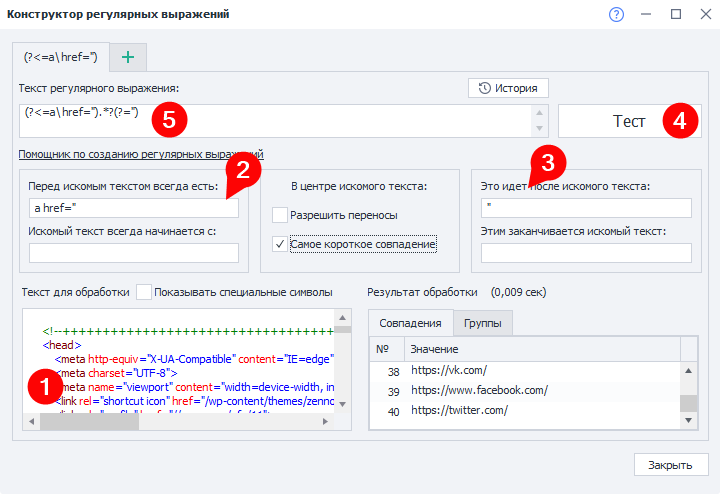 Конструктор регулярных выражений
(?<=a\href=")
Текст регулярного выражения:
История
(?<=a\href=").*?(?=")
5
Тест
4
Помощник по созданию регулярных выражений
2
3
Перед искомым текстом всегда есть:
В центре искомого текста:
Это идет после искомого текста:
a href="
Разрешить переносы
"
Искомый текст всегда начинается с:
Самое короткое совпадение
Этим заканчивается искомый текст:
Текст для обработки
Показывать специальные символы
Результат обработки (0,009 сек)
<!--++++++++++++++++++++++++++++++++++
Совпадения
Группы
<head>
№ Значение
<meta http-equiv="X-UA-Compatible" content="IE=edge"
38 https://vk.com/
1
<meta charset="UTF-8">
39 https://www.facebook.com/
meta name="viewport" content="width=device-width, in
<link rel="shortcut icon" href="/wp-content/themes/zenno
40 https://twitter.com/
Закрыть